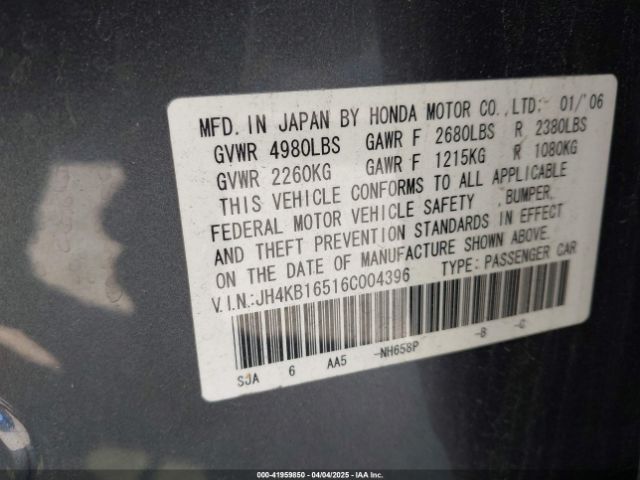 MFD. IN JAPAN BY HONDA MOTOR CO.,LTD: 01/'06
GVWR 4980LBS GAWR F 2680LBS R 2380LBS
GVWR 2260KG GAWR F 1215KG R 1080KG
THIS VEHICLE CONFORMS TO ALL APPLICABLE
FEDERAL MOTOR VEHICLE SAFETY ,BUMPER,
AND THEFT PREVENTION STANDARDS IN EFFECT
ON THE DATE OF MANUFACTURE SHOWN ABOVE.
V.I.N.:JH4KB16516C004396 TYPE: PASSENGER CAR
SJA 6 AA5 -NH658P -B -C
000-41959850 - 04/04/2025 - IAA Inc.